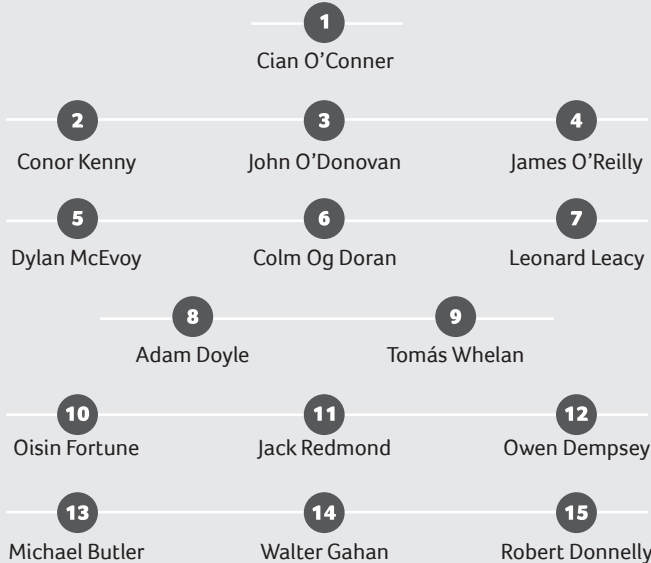 1
Cian O’Conner
2 3 4
Conor Kenny John O’Donovan James O’Reilly
5 6 7
Dylan McEvoy Colm Og Doran Leonard Leacy
8 9
Adam Doyle Tomás Whelan
10 11 12
Oisin Fortune Jack Redmond Owen Dempsey
13 14 15
Michael Butler Walter Gahan Robert Donnelly